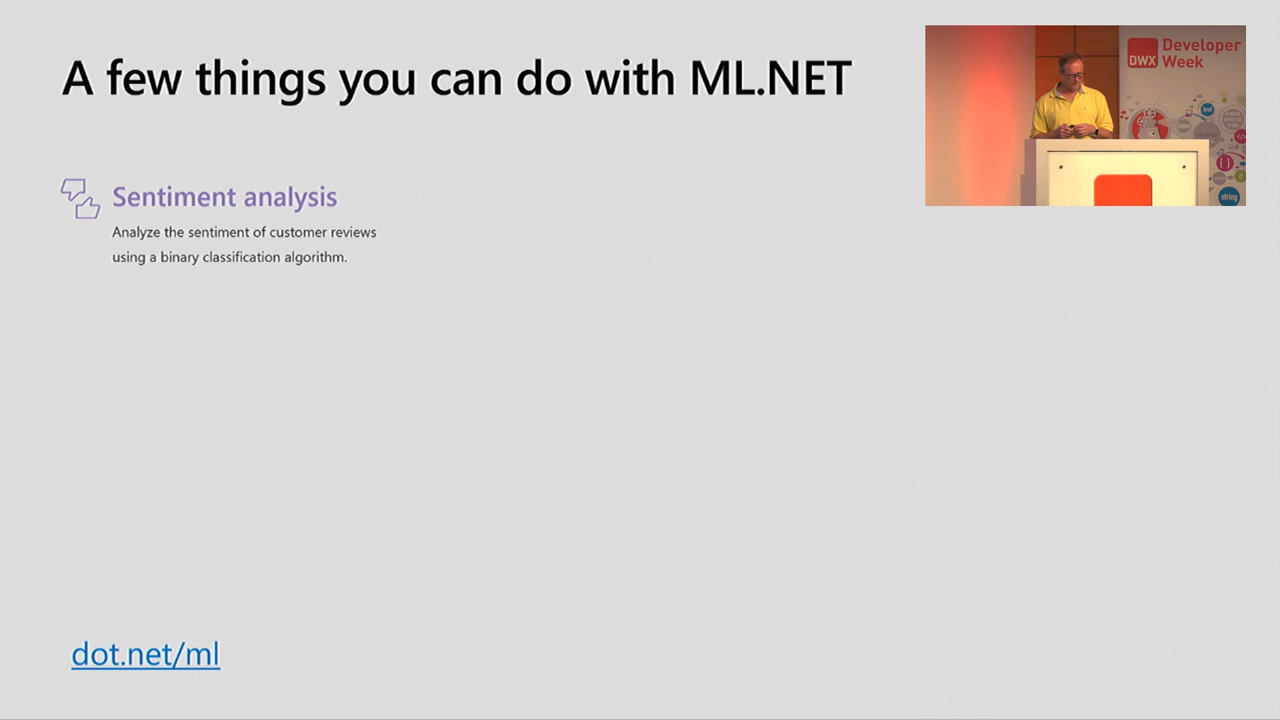 A few things you can do with ML.NET
Developer
Week
DWX
Sentiment analysis
Analyze the sentiment of customer reviews
using a binary classification algorithm.
string
dot.net/ml